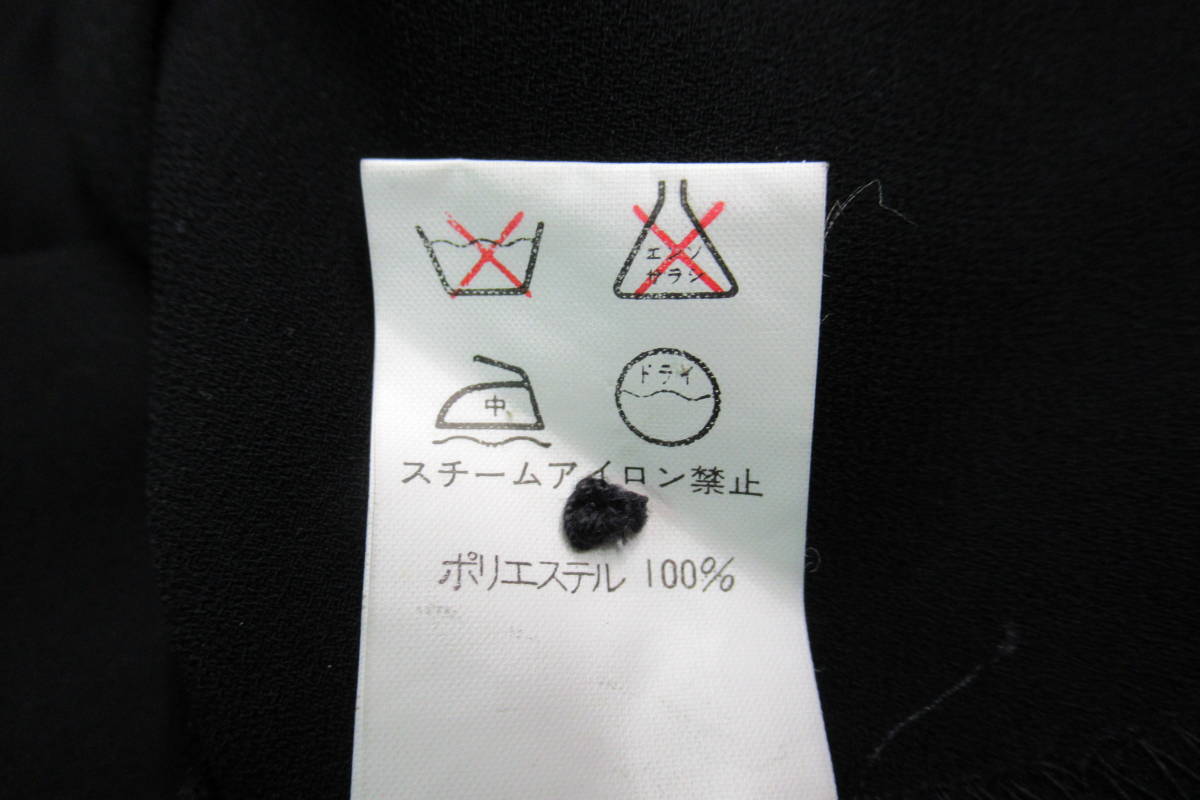 エンソ
サラシ
中
ドライ
スチームアイロン禁止
ポリエステル 100%